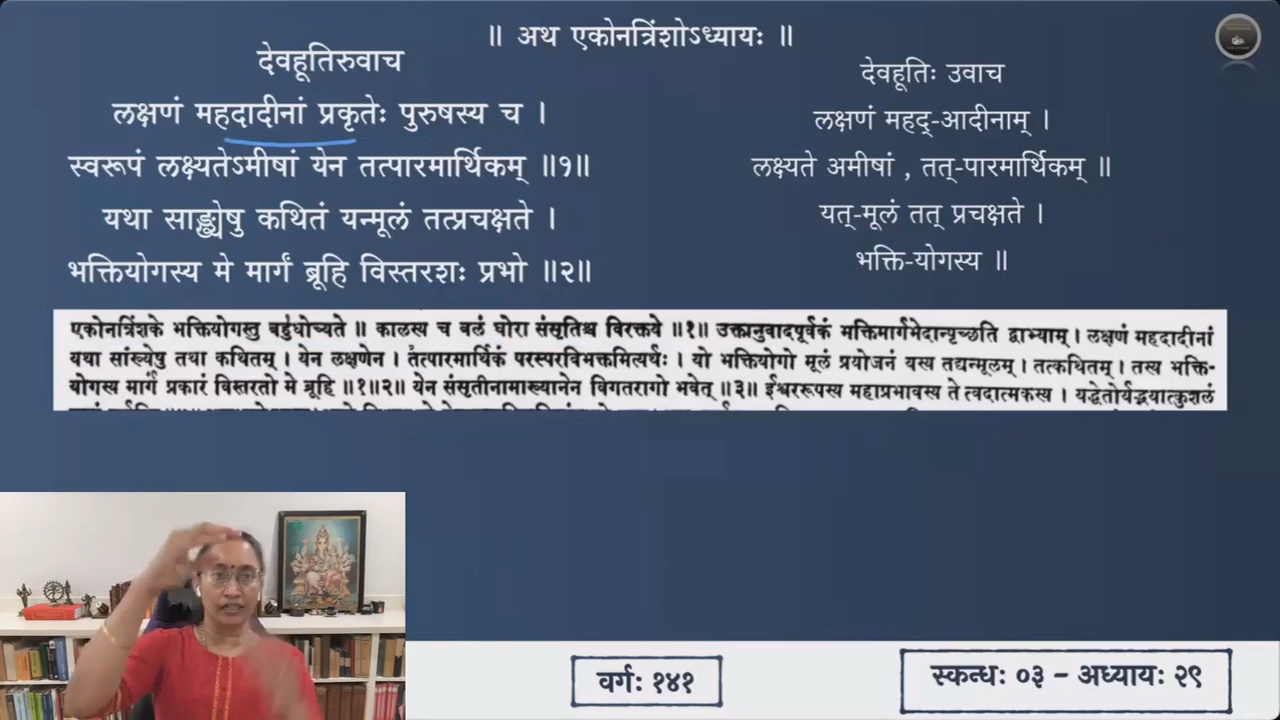 ॥ अथ एकोनत्रिंशोऽध्यायः ॥
देवहूतिरुवाच
लक्षणं महदादीनां प्रकृतेः पुरुषस्य च ।
स्वरूपं लक्ष्यतेऽमीषां येन तत्पारमार्थिकम् ॥१॥
यथा साङ्ख्येषु कथितं यन्मूलं तत्प्रचक्षते ।
भक्तियोगस्य मे मार्गं ब्रूहि विस्तरशः प्रभो ॥२॥
देवहूतिः उवाच
लक्षणं महद्-आदीनाम् ।
लक्ष्यते अमीषां , तत्-पारमार्थिकम् ॥
यत्-मूलं तत् प्रचक्षते ।
भक्ति-योगस्य ॥
एकोनत्रिंशके भक्तियोगस्तु बहुधोच्यते ॥ कालस्य च बलं घोरा संसृतिश्च विरक्तये ॥१॥ उक्तानुवादपूर्वकं भक्तिमार्गभेदान्पृच्छति द्वाभ्याम् । लक्षणं महदादीनां
यथा सांख्येषु तथा कथितम् । येन लक्षणेन । तत्पारमार्थिकं परस्परविभक्तमित्यर्थः । यो भक्तियोगो मूलं प्रयोजनं यस्य तद्यन्मूलम् । तत्कथितम् । तस्य भक्ति-
योगस्य मार्गं प्रकारं विस्तरतो मे ब्रूहि ॥१॥२॥ येन संसृतीनामाख्यानेन विगतरागो भवेत् ॥३॥ ईश्वररूपस्य महाप्रभावस्य ते त्वदात्मकस्य । यद्धेतोर्यद्भयात्कुशलं
वर्गः १४१
स्कन्धः ०३ – अध्यायः २९